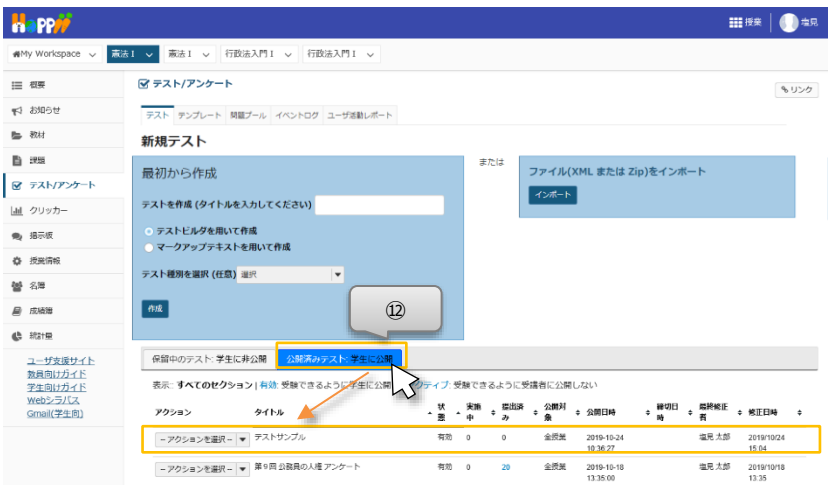 HoppII
授業
塩見
My Workspace
憲法 I
憲法 I
行政法入門 I
行政法入門 I
概要
お知らせ
教材
課題
テスト/アンケート
クリッカー
掲示板
授業情報
名簿
成績簿
統計量
ユーザ支援サイト
教員向けガイド
学生向けガイド
Webシラバス
Gmail(学生向)
テスト/アンケート
リンク
テスト テンプレート 問題プール イベントログ ユーザ活動レポート
新規テスト
最初から作成
テストを作成 (タイトルを入力してください)
テストビルダを用いて作成
マークアップテキストを用いて作成
テスト種別を選択 (任意) 選択
作成
または
ファイル(XML または Zip)をインポート
インポート
⑫
保留中のテスト: 学生に非公開 公開済みテスト: 学生に公開
表示: すべてのセクション | 有効: 受験できるように学生に公開 クティブ: 受験できるように受講者に公開しない
アクション タイトル 状態 実施中 提出済み 公開対象 公開日時 締切日時 最終修正者 修正日時
-- アクションを選択 -- テストサンプル 有効 0 0 全授業 2019-10-24 10:36:27 塩見 太郎 2019/10/24 15:04
-- アクションを選択 -- 第9回 公務員の人権 アンケート 有効 0 20 全授業 2019-10-18 13:35:00 塩見 太郎 2019/10/18 13:35